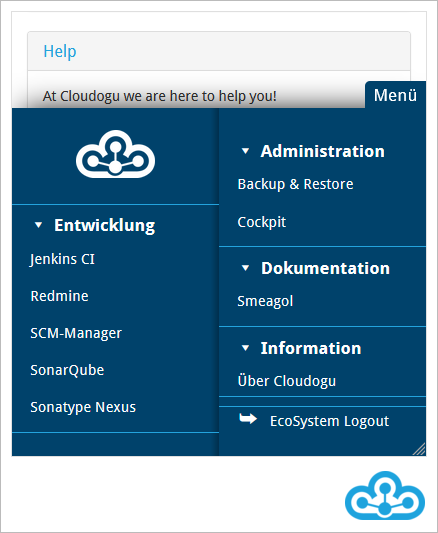 Help
At Cloudogu we are here to help you!
Menü
Entwicklung
Jenkins CI
Redmine
SCM-Manager
SonarQube
Sonatype Nexus
Administration
Backup & Restore
Cockpit
Dokumentation
Smeagol
Information
Über Cloudogu
EcoSystem Logout